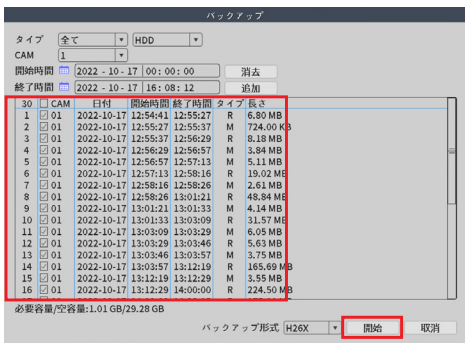 バックアップ
タイプ 全て HDD
CAM 1
開始時間 2022 - 10 - 17 00 : 00 : 00 消去
終了時間 2022 - 10 - 17 16 : 08 : 12 追加
30 CAM 日付 開始時間 終了時間 タイプ 長さ
1 01 2022-10-17 12:54:41 12:55:27 R 6.80 MB
2 01 2022-10-17 12:55:27 12:55:37 M 724.00 KB
3 01 2022-10-17 12:55:37 12:56:29 R 8.18 MB
4 01 2022-10-17 12:56:29 12:56:57 M 3.84 MB
5 01 2022-10-17 12:56:57 12:57:13 M 5.11 MB
6 01 2022-10-17 12:57:13 12:58:16 R 19.02 MB
7 01 2022-10-17 12:58:16 12:58:26 M 2.61 MB
8 01 2022-10-17 12:58:26 13:01:21 R 48.84 MB
9 01 2022-10-17 13:01:21 13:01:33 M 4.14 MB
10 01 2022-10-17 13:01:33 13:03:09 R 31.57 MB
11 01 2022-10-17 13:03:09 13:03:29 M 6.05 MB
12 01 2022-10-17 13:03:29 13:03:46 R 5.63 MB
13 01 2022-10-17 13:03:46 13:03:57 M 3.75 MB
14 01 2022-10-17 13:03:57 13:12:19 R 165.69 MB
15 01 2022-10-17 13:12:19 13:12:29 M 3.55 MB
16 01 2022-10-17 13:12:29 14:00:00 R 224.50 MB
必要容量/空容量:1.01 GB/29.28 GB
バックアップ形式 H26X 開始 取消